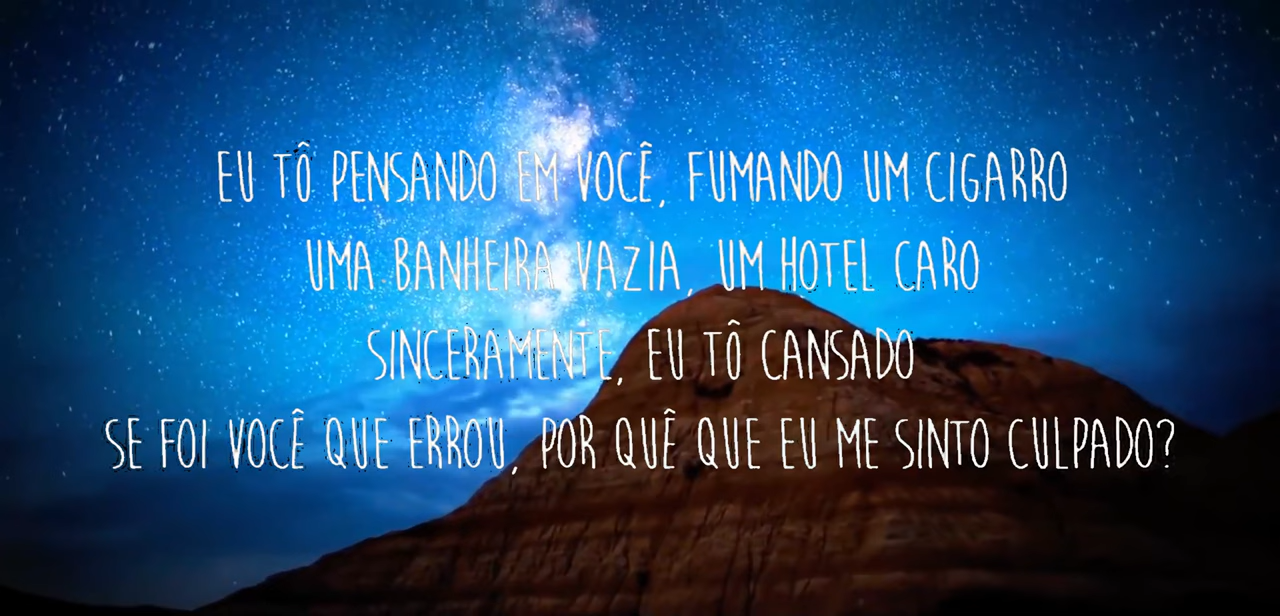 EU TÔ PENSANDO EM VOCÊ, FUMANDO UM CIGARRO
UMA BANHEIRA VAZIA, UM HOTEL CARO
SINCERAMENTE, EU TÔ CANSADO
SE FOI VOCÊ QUE ERROU, POR QUÊ QUE EU ME SINTO CULPADO?